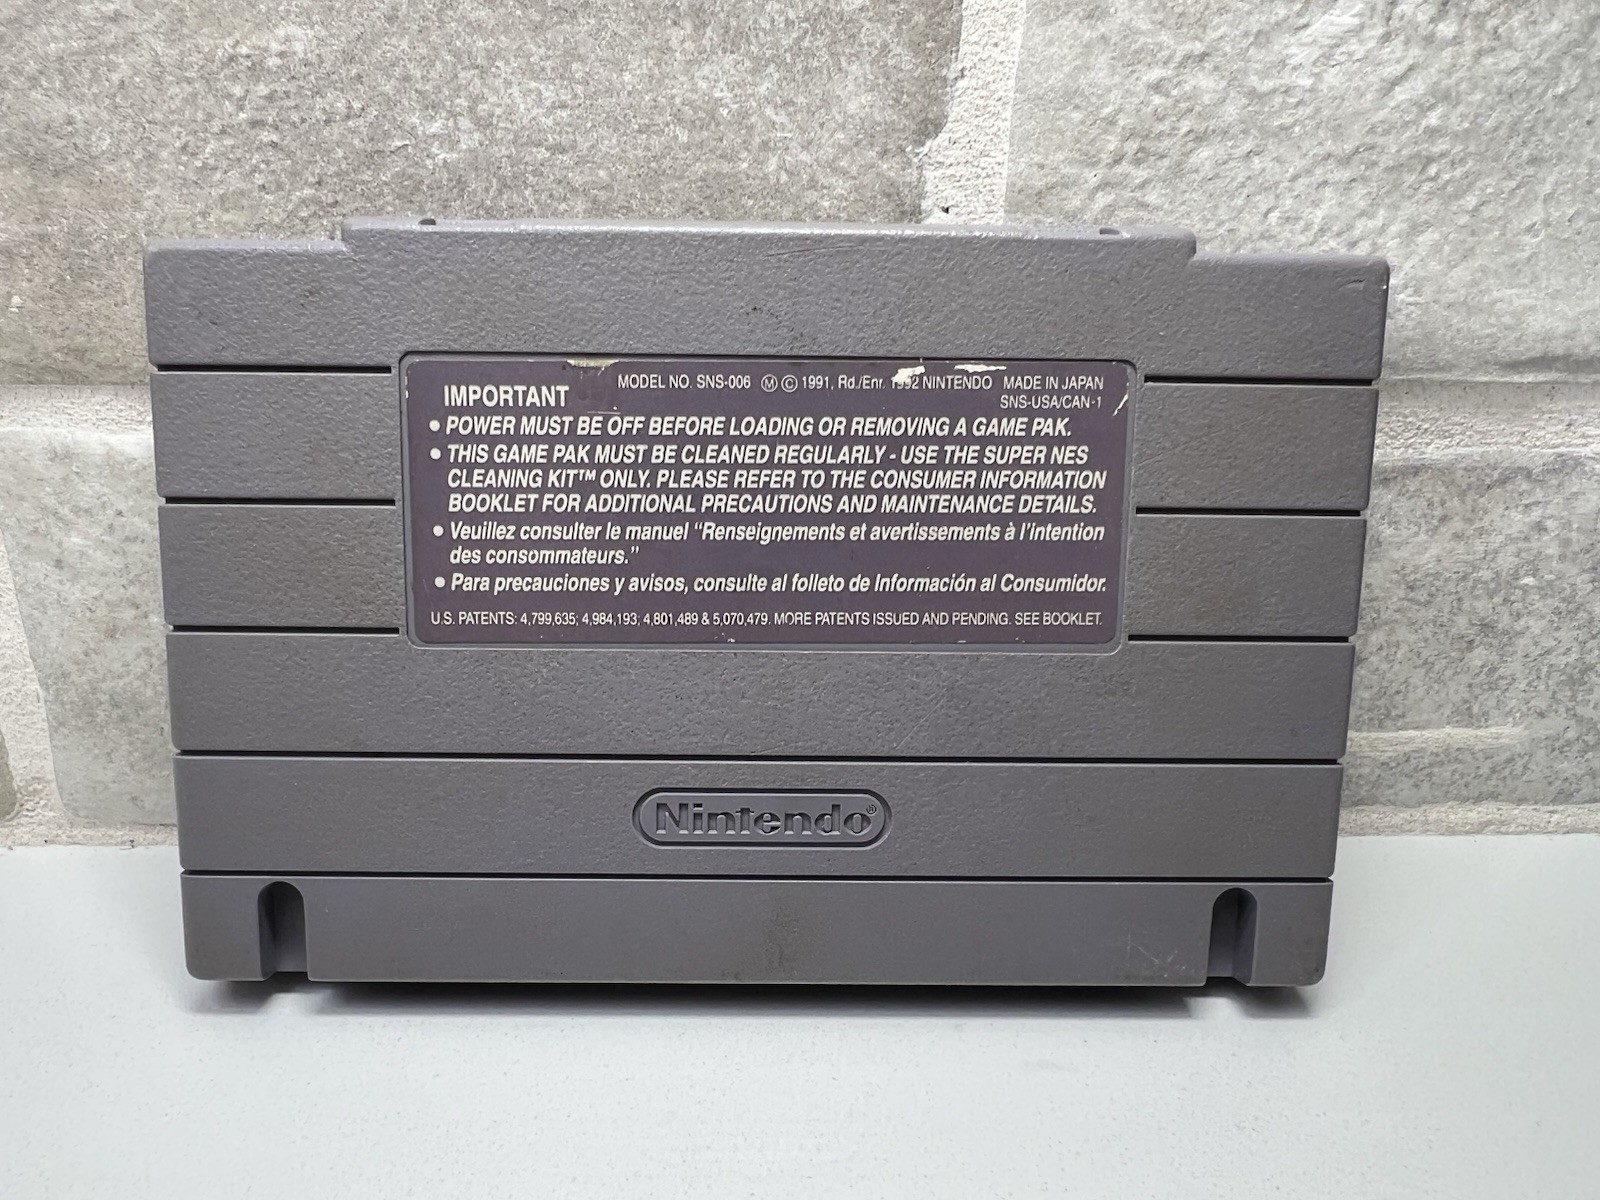 IMPORTANT MODEL NO. SNS-006 Ⓜ © 1991, Rd./Enr. 1992 NINTENDO MADE IN JAPAN
SNS-USA/CAN-1
• POWER MUST BE OFF BEFORE LOADING OR REMOVING A GAME PAK.
• THIS GAME PAK MUST BE CLEANED REGULARLY - USE THE SUPER NES
CLEANING KIT™ ONLY. PLEASE REFER TO THE CONSUMER INFORMATION
BOOKLET FOR ADDITIONAL PRECAUTIONS AND MAINTENANCE DETAILS.
• Veuillez consulter le manuel “Renseignements et avertissements à l’intention
des consommateurs.”
• Para precauciones y avisos, consulte al folleto de Información al Consumidor.
U.S. PATENTS: 4,799,635; 4,984,193; 4,801,489 & 5,070,479. MORE PATENTS ISSUED AND PENDING. SEE BOOKLET.
Nintendo®